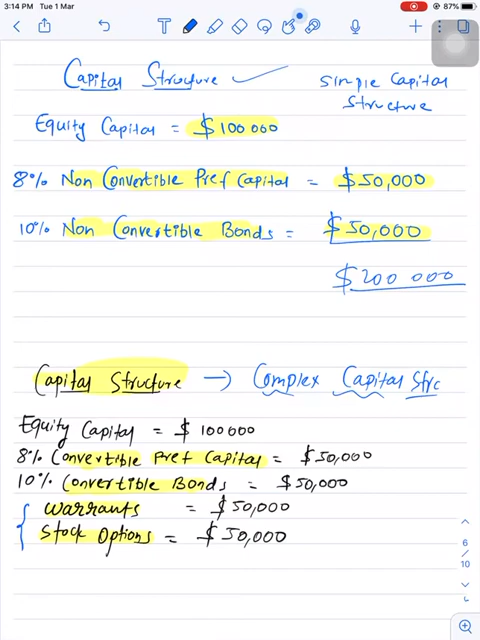 3:14 PM Tue 1 Mar
87%
Capital Structure
Simple Capital
Structure
Equity Capital = $100000
8% Non Convertible Pref Capital = $50,000
10% Non Convertible Bonds = $50,000
$200 000
Capital Structure → Complex Capital Strc
Equity Capital = $100000
8% Convertible Pref Capital = $50,000
10% Convertible Bonds = $50,000
Warrants = $50,000
Stock Options = $50,000
6
/
10